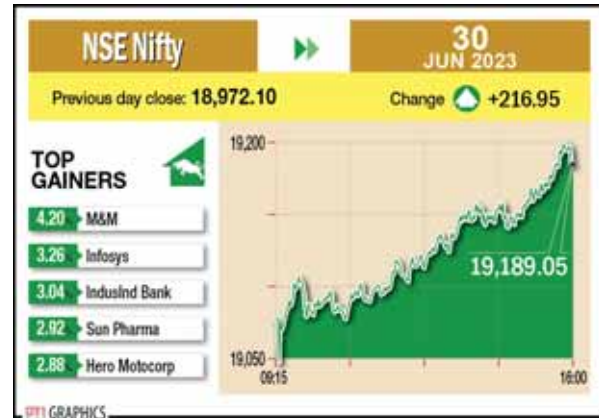 NSE Nifty
30
JUN 2023
Previous day close: 18,972.10
Change +216.95
TOP
GAINERS
4.20 M&M
3.26 Infosys
3.04 IndusInd Bank
2.92 Sun Pharma
2.88 Hero Motocorp
19,200
19,189.05
19,050
09:15
16:00
PTI GRAPHICS